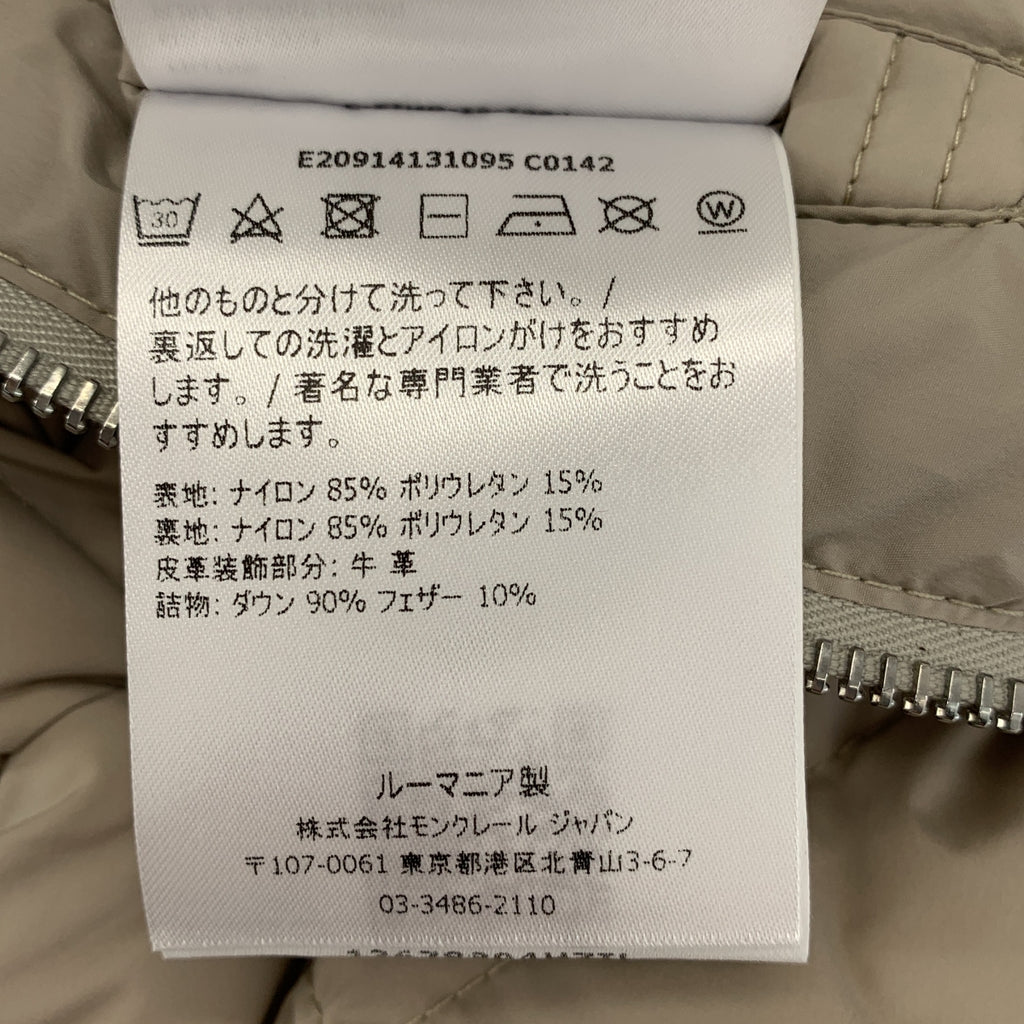 E20914131095 C0142
30
W
他のものと分けて洗って下さい。/
裏返しての洗濯とアイロンがけをおすすめ
します。/ 著名な専門業者で洗うことをお
すすめします。
表地: ナイロン 85% ポリウレタン 15%
裏地: ナイロン 85% ポリウレタン 15%
皮革装飾部分: 牛 革
詰物: ダウン 90% フェザー 10%
ルーマニア製
株式会社モンクレール ジャパン
〒107-0061 東京都港区北青山3-6-7
03-3486-2110